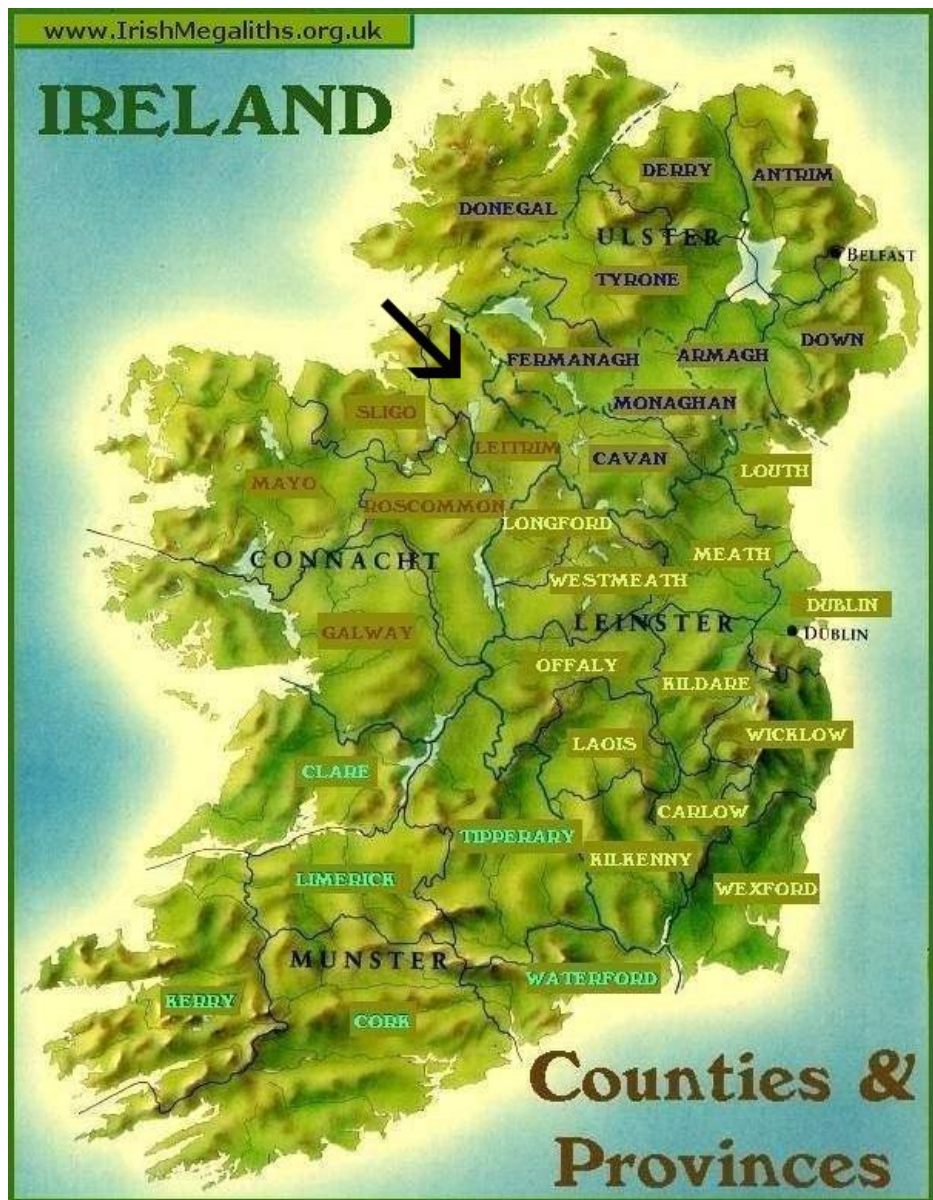 www.IrishMegaliths.org.uk
IRELAND
DERRY
ANTRIM
DONEGAL
ULSTER
BELFAST
TYRONE
DOWN
FERMANAGH
ARMAGH
MONAGHAN
SLIGO
LEITRIM
CAVAN
LOUTH
MAYO
ROSCOMMON
LONGFORD
CONNACHT
MEATH
WESTMEATH
DUBLIN
LEINSTER
DUBLIN
GALWAY
OFFALY
KILDARE
WICKLOW
LAOIS
CLARE
CARLOW
TIPPERARY
KILKENNY
LIMERICK
WEXFORD
MUNSTER
WATERFORD
KERRY
CORK
Counties &
Provinces